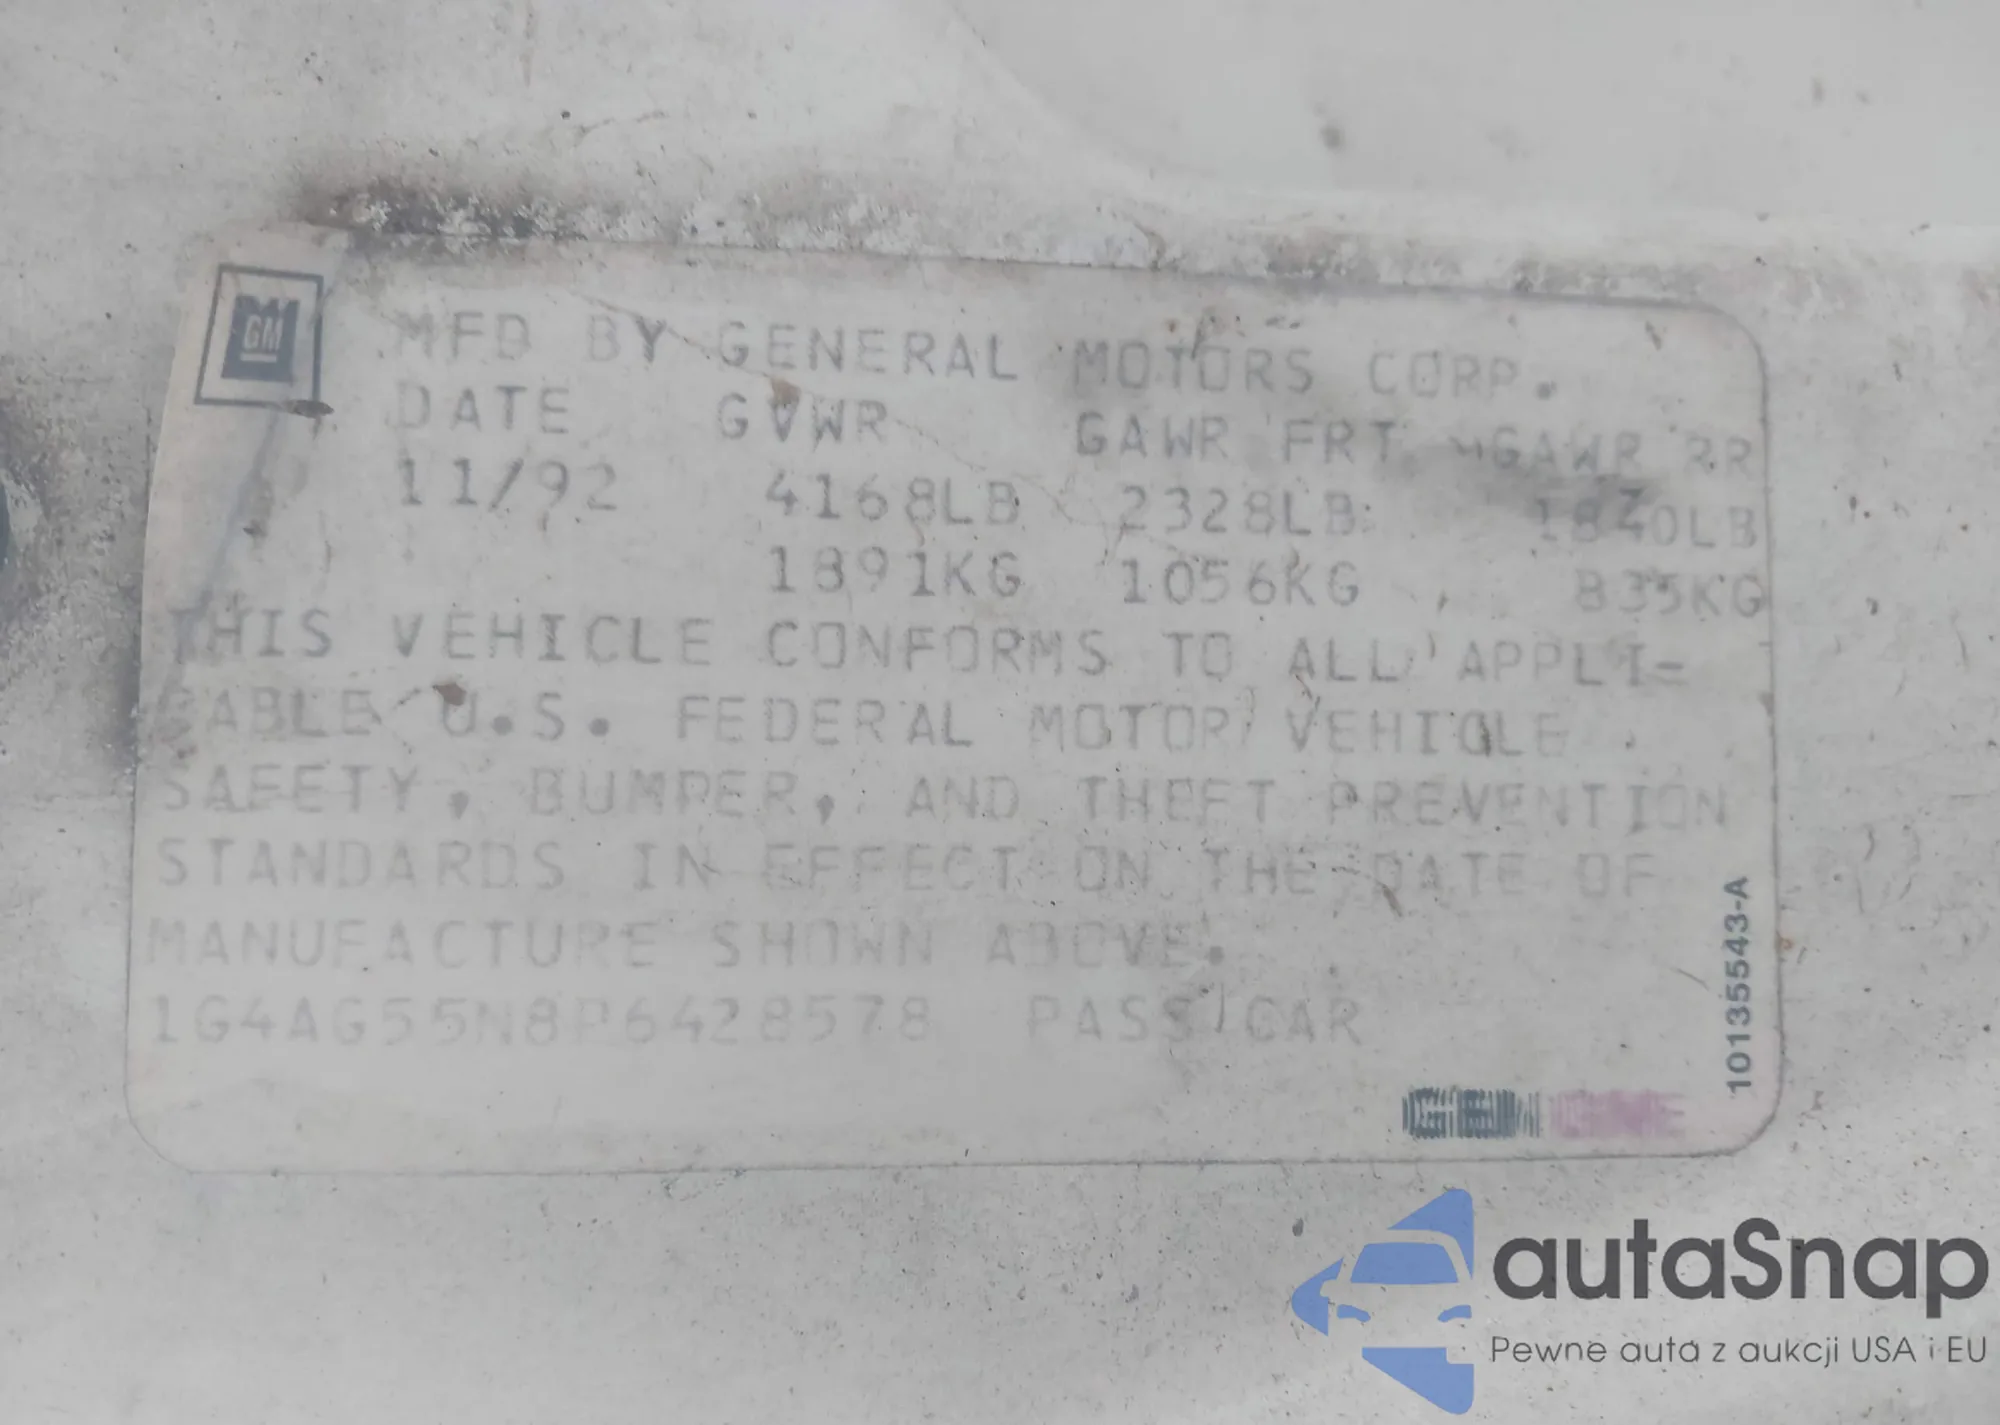 GM
MFD BY GENERAL MOTORS CORP.
DATE GVWR GAWR FRT GAWR RR
11/92 4168LB 2328LB 1840LB
1891KG 1056KG 835KG
THIS VEHICLE CONFORMS TO ALL APPLI-
CABLE U.S. FEDERAL MOTOR VEHICLE
SAFETY, BUMPER, AND THEFT PREVENTION
STANDARDS IN EFFECT ON THE DATE OF
MANUFACTURE SHOWN ABOVE.
1G4AG55N8P6428578 PASS CAR
10135543-A
autaSnap
Pewne auta z aukcji USA i EU